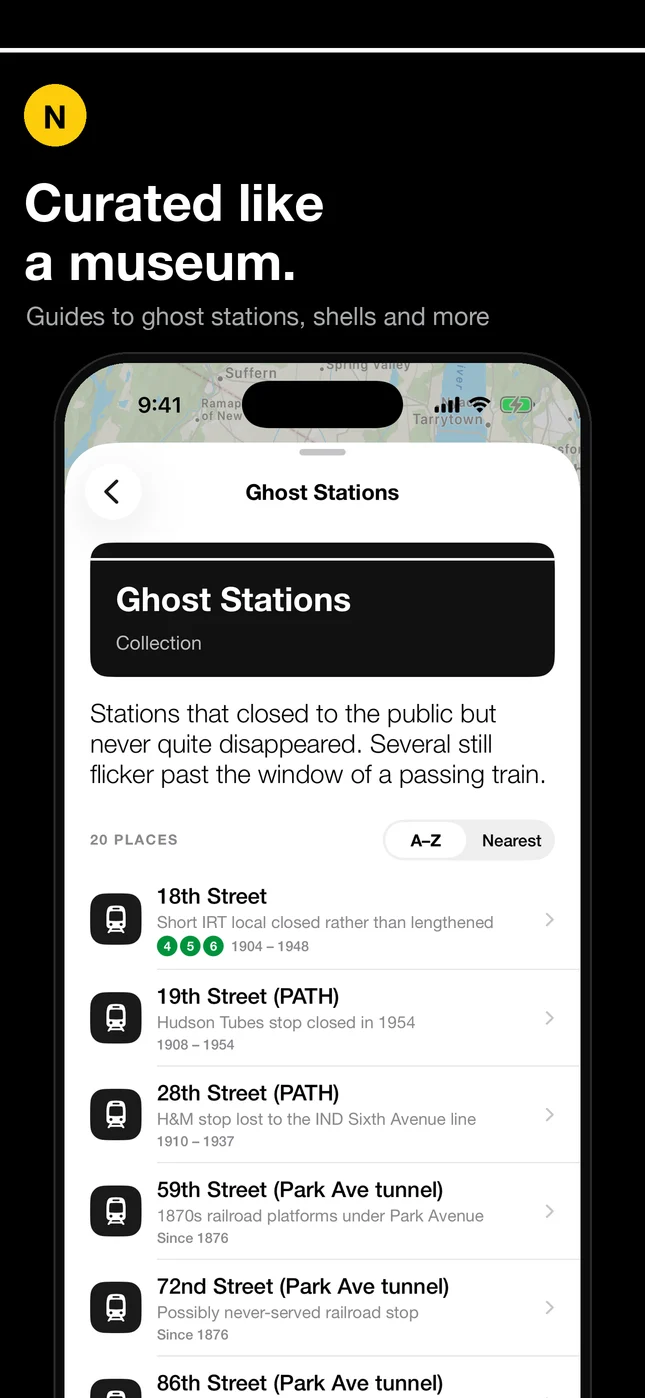 N
Curated like
a museum.
Guides to ghost stations, shells and more
Suffern
Spring Valley
9:41
Ramap
of New
Tarrytown
Ghost Stations
Ghost Stations
Collection
Stations that closed to the public but
never quite disappeared. Several still
flicker past the window of a passing train.
20 PLACES
A–Z
Nearest
18th Street
Short IRT local closed rather than lengthened
4 5 6 1904 – 1948
19th Street (PATH)
Hudson Tubes stop closed in 1954
1908 – 1954
28th Street (PATH)
H&M stop lost to the IND Sixth Avenue line
1910 – 1937
59th Street (Park Ave tunnel)
1870s railroad platforms under Park Avenue
Since 1876
72nd Street (Park Ave tunnel)
Possibly never-served railroad stop
Since 1876
86th Street (Park Ave tunnel)